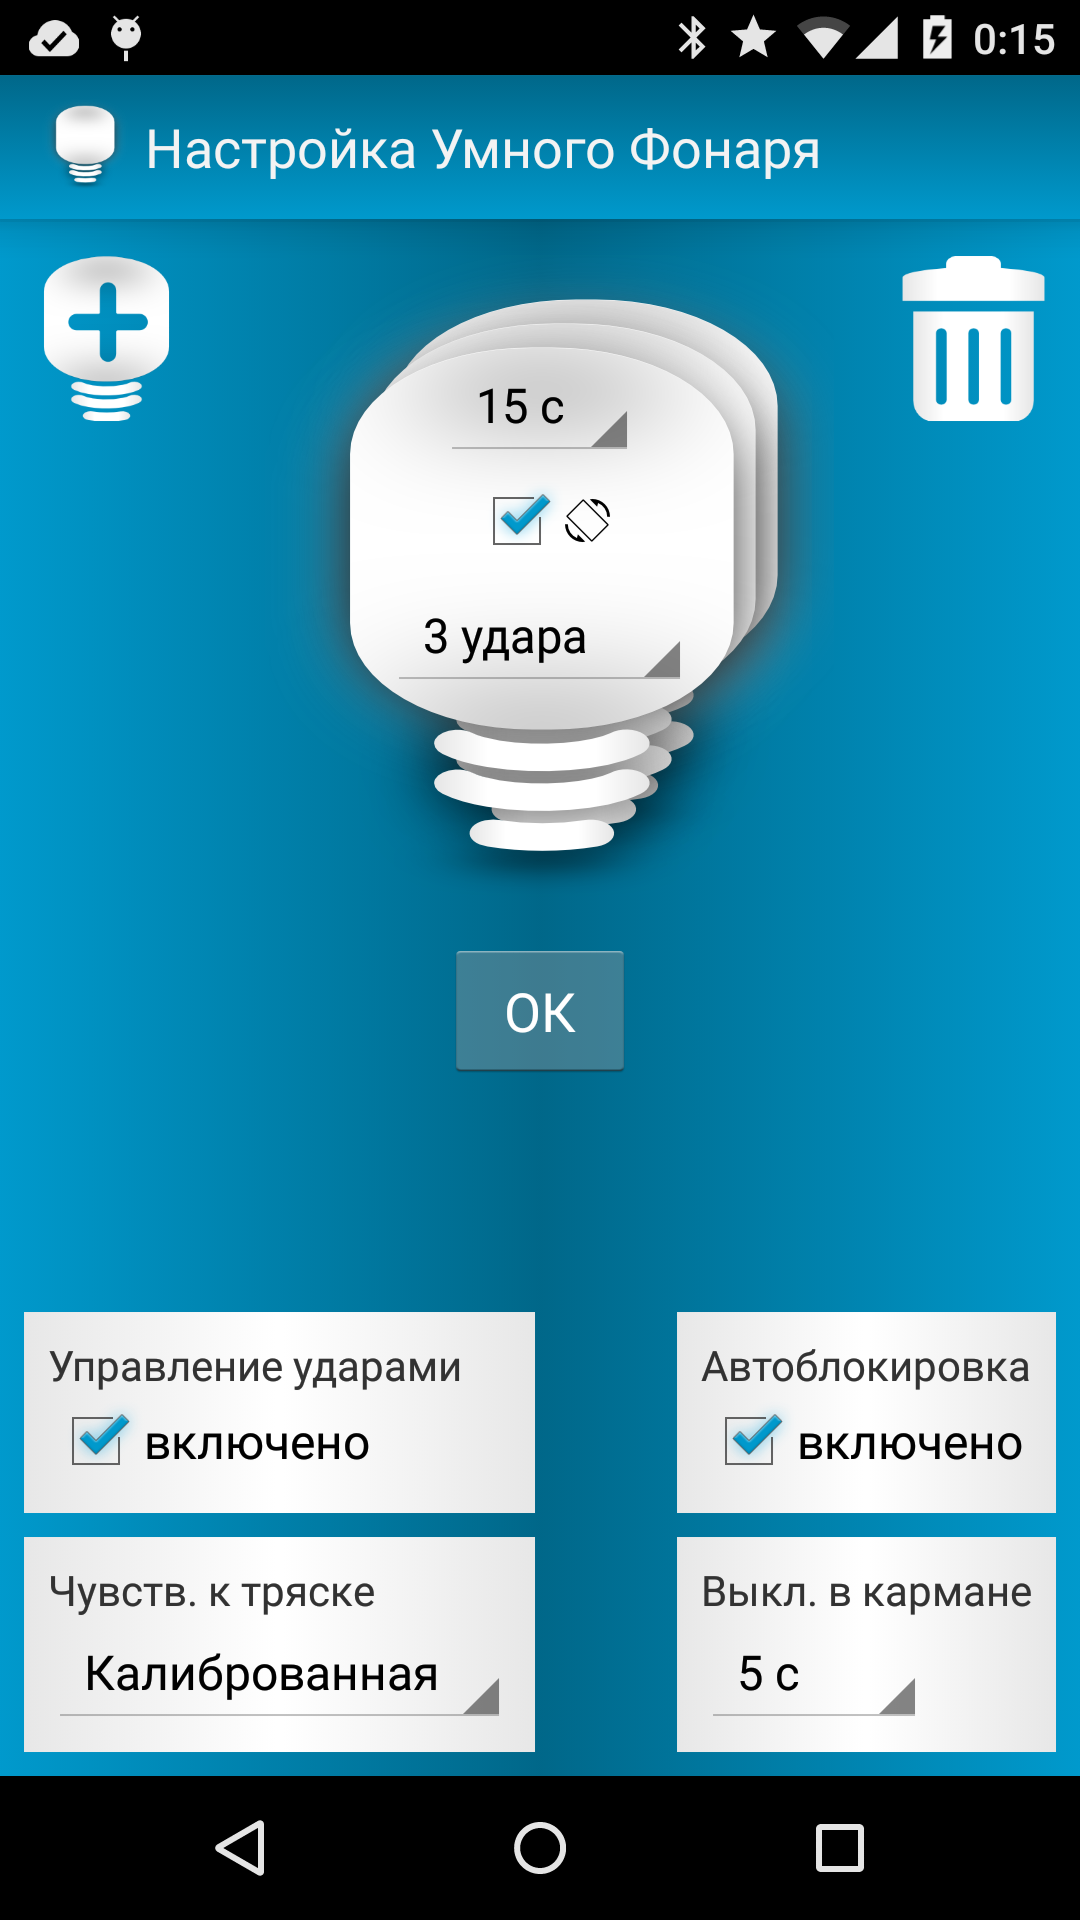 0:15
Настройка Умного Фонаря
15 с
3 удара
ОК
Управление ударами
включено
Автоблокировка
включено
Чувств. к тряске
Калиброванная
Выкл. в кармане
5 с